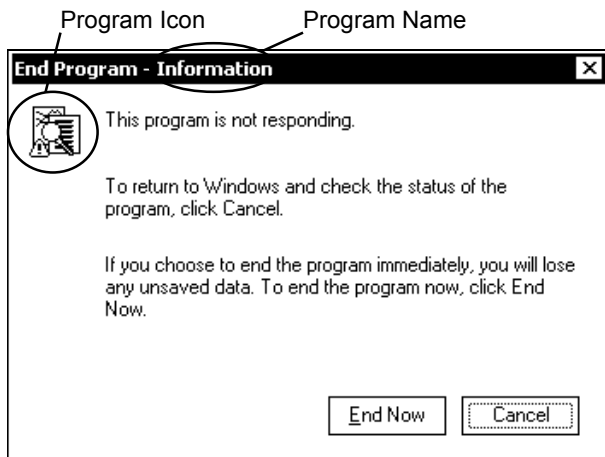 Program Icon Program Name
End Program - Information
This program is not responding.
To return to Windows and check the status of the
program, click Cancel.
If you choose to end the program immediately, you will lose
any unsaved data. To end the program now, click End
Now.
End Now Cancel